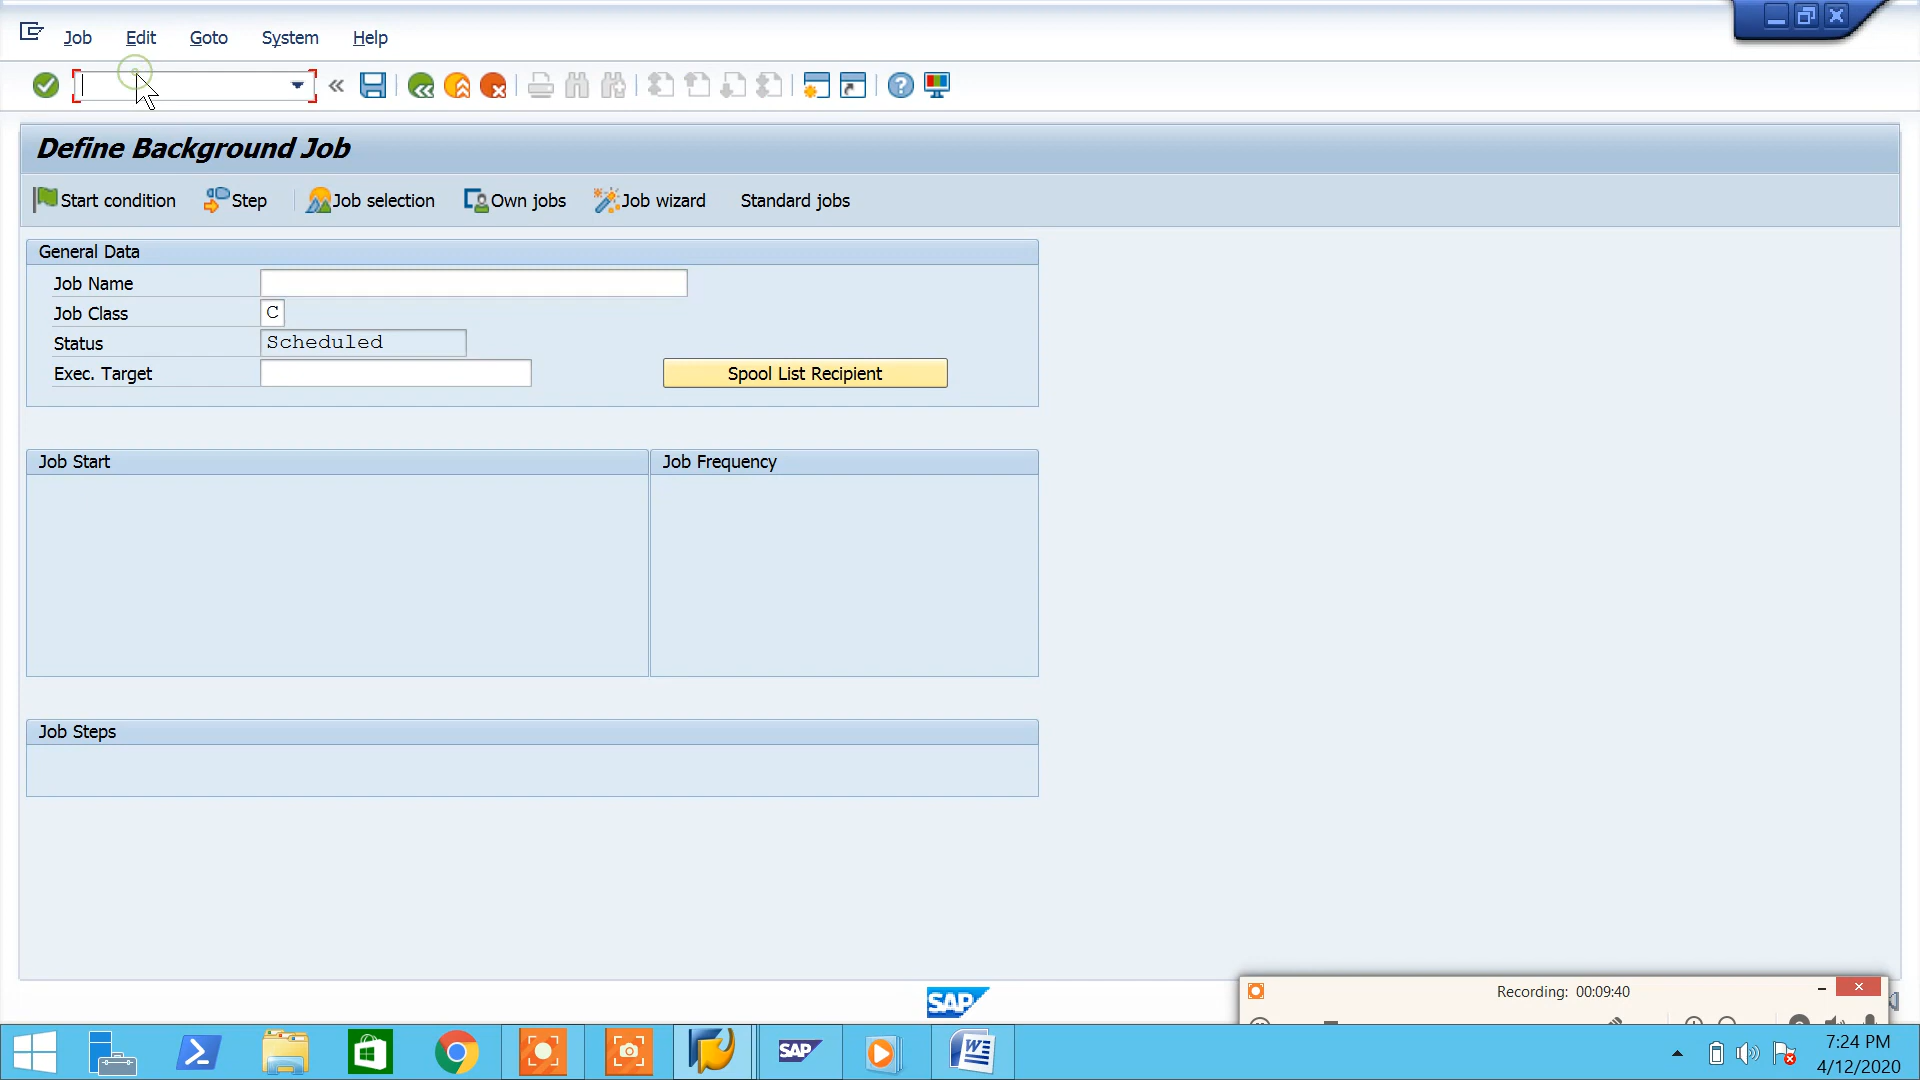 Job Edit Goto System Help
Define Background Job
Start condition Step Job selection Own jobs Job wizard Standard jobs
General Data
Job Name
Job Class C
Status Scheduled
Exec. Target Spool List Recipient
Job Start Job Frequency
Job Steps
SAP
Recording: 00:09:40
SAP
7:24 PM
4/12/2020